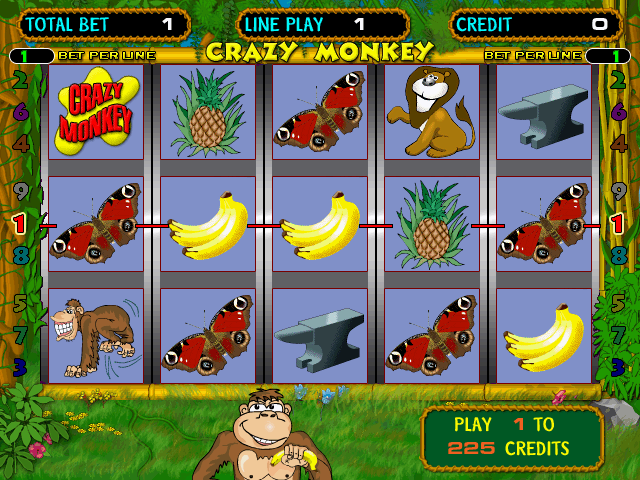 TOTAL BET 1 LINE PLAY 1 CREDIT 0
1 BET PER LINE CRAZY MONKEY BET PER LINE 1
2 2
CRAZY
MONKEY
6 6
4 4
9 9
1 1
8 8
5 5
7 7
3 3
PLAY 1 TO
225 CREDITS